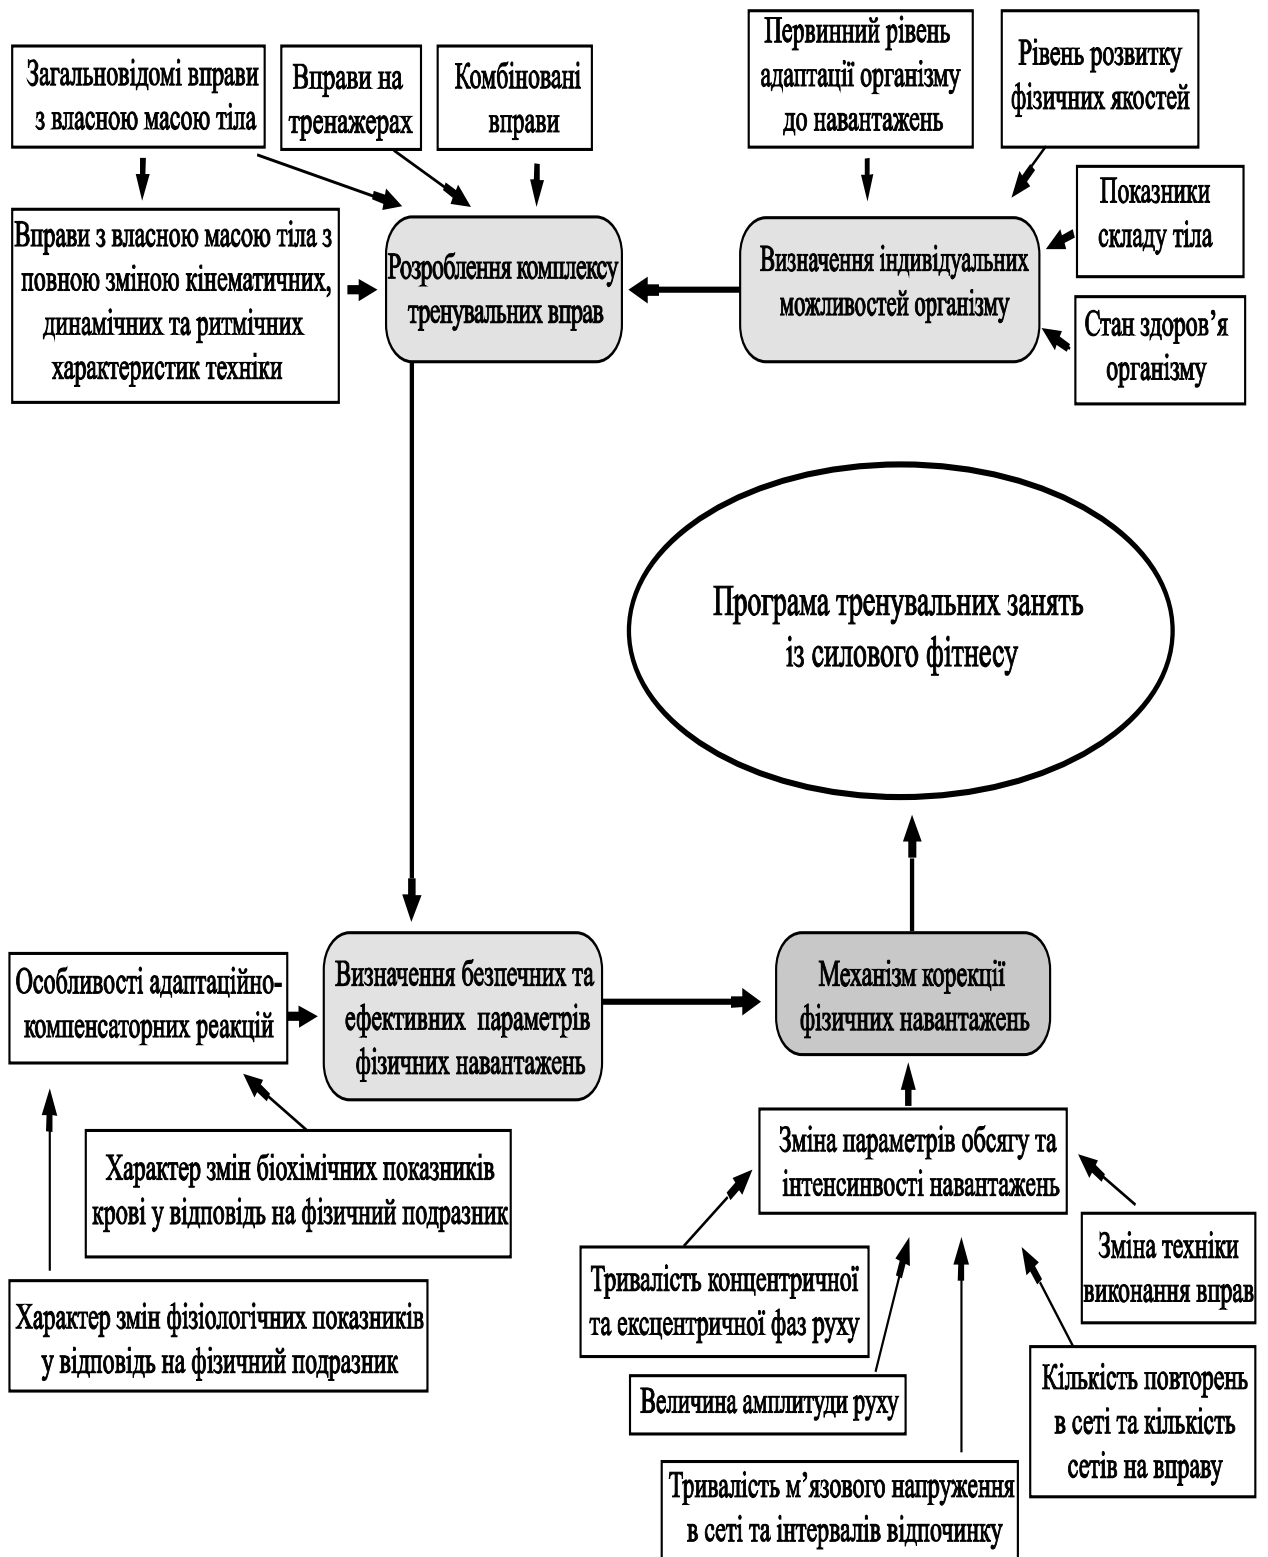 Загальновідомі вправи
з власною масою тіла
Вправи на
тренажерах
Комбіновані
вправи
Первинний рівень
адаптації організму
до навантажень
Рівень розвитку
фізичних якостей
Показники
складу тіла
Стан здоров’я
організму
Вправи з власною масою тіла з
повною зміною кінематичних,
динамічних та ритмічних
характеристик техніки
Розроблення комплексу
тренувальних вправ
Визначення індивідуальних
можливостей організму
Програма тренувальних занять
із силового фітнесу
Особливості адаптаційно-
компенсаторних реакцій
Визначення безпечних та
ефективних параметрів
фізичних навантажень
Механізм корекції
фізичних навантажень
Характер змін біохімічних показників
крові у відповідь на фізичний подразник
Характер змін фізіологічних показників
у відповідь на фізичний подразник
Зміна параметрів обсягу та
інтенсинвості навантажень
Тривалість концентричної
та ексцентричної фаз руху
Зміна техніки
виконання вправ
Величина амплитуди руху
Кількість повторень
в сеті та кількість
сетів на вправу
Тривалість м’язового напруження
в сеті та інтервалів відпочинку